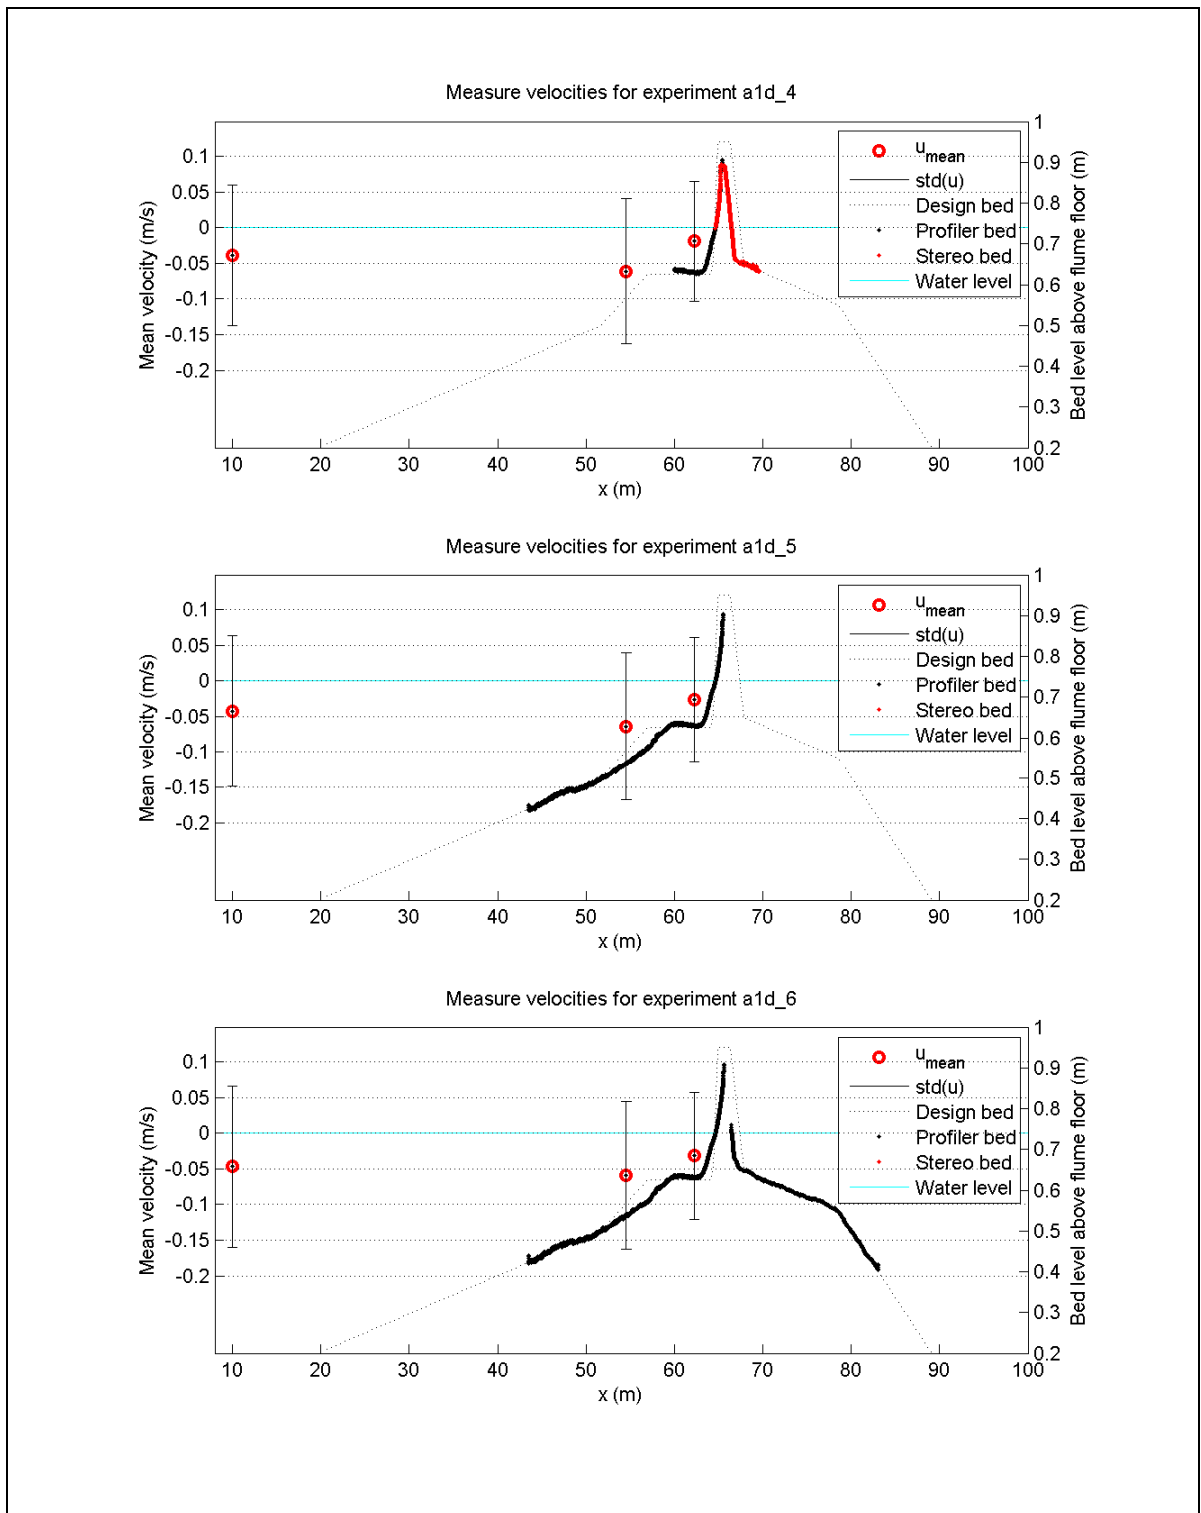 Measure velocities for experiment a1d_4
Mean velocity (m/s)
0.1
0.05
0
-0.05
-0.1
-0.15
-0.2
10 20 30 40 50 60 70 80 90 100
x (m)
1
0.9
0.8
0.7
0.6
0.5
0.4
0.3
0.2
Bed level above flume floor (m)
u_mean
std(u)
Design bed
Profiler bed
Stereo bed
Water level
Measure velocities for experiment a1d_5
Mean velocity (m/s)
0.1
0.05
0
-0.05
-0.1
-0.15
-0.2
10 20 30 40 50 60 70 80 90 100
x (m)
1
0.9
0.8
0.7
0.6
0.5
0.4
0.3
0.2
Bed level above flume floor (m)
u_mean
std(u)
Design bed
Profiler bed
Stereo bed
Water level
Measure velocities for experiment a1d_6
Mean velocity (m/s)
0.1
0.05
0
-0.05
-0.1
-0.15
-0.2
10 20 30 40 50 60 70 80 90 100
x (m)
1
0.9
0.8
0.7
0.6
0.5
0.4
0.3
0.2
Bed level above flume floor (m)
u_mean
std(u)
Design bed
Profiler bed
Stereo bed
Water level